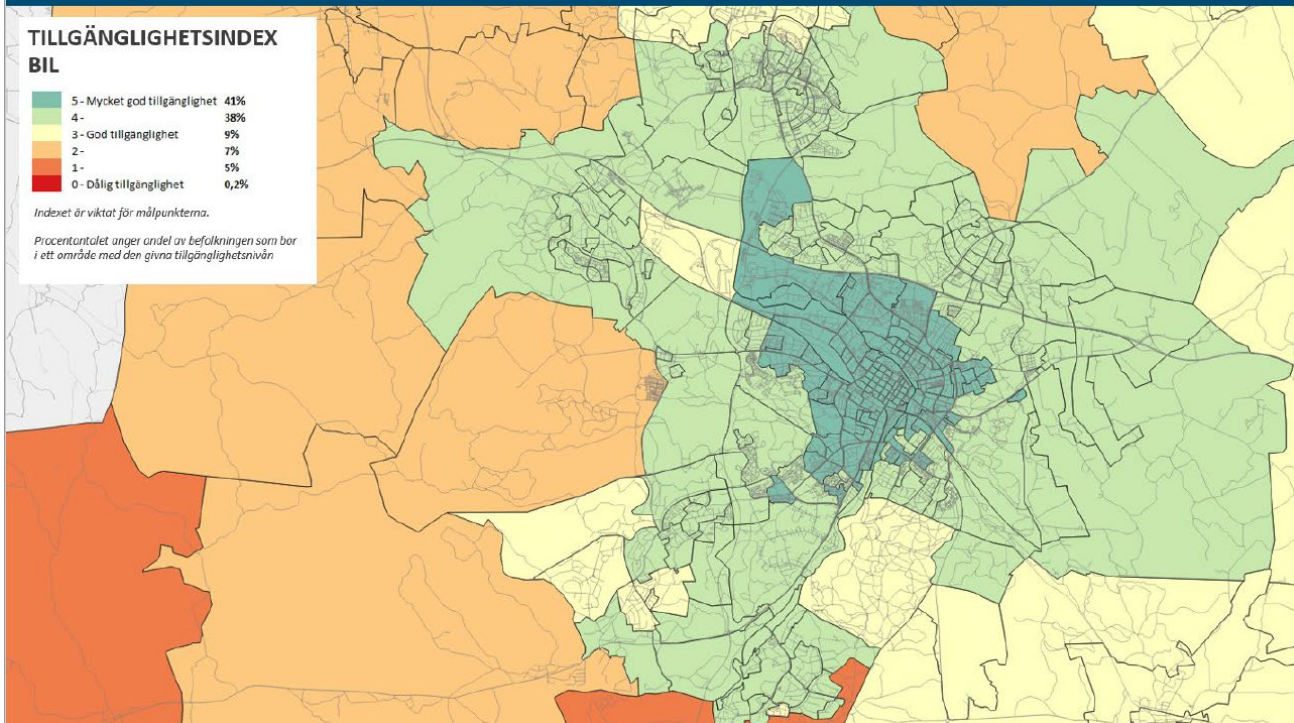 TILLGÄNGLIGHETSINDEX
BIL
5 - Mycket god tillgänglighet 41%
4 - 38%
3 - God tillgänglighet 9%
2 - 7%
1 - 5%
0 - Dålig tillgänglighet 0,2%
Indexet är viktat för målpunkterna.
Procentantalet anger andel av befolkningen som bor
i ett område med den givna tillgänglighetsnivån